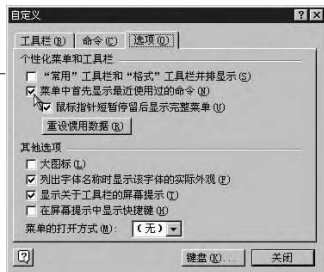 自定义
工具栏(B) 命令(C) 选项(O)
个性化菜单和工具栏
“常用”工具栏和“格式”工具栏并排显示(S)
菜单中首先显示最近使用过的命令(N)
鼠标指针短暂停留后显示完整菜单(U)
重设惯用数据(R)
其他选项
大图标(L)
列出字体名称时显示该字体的实际外观(F)
显示关于工具栏的屏幕提示(T)
在屏幕提示中显示快捷键(H)
菜单的打开方式(M): (无)
键盘(K)... 关闭